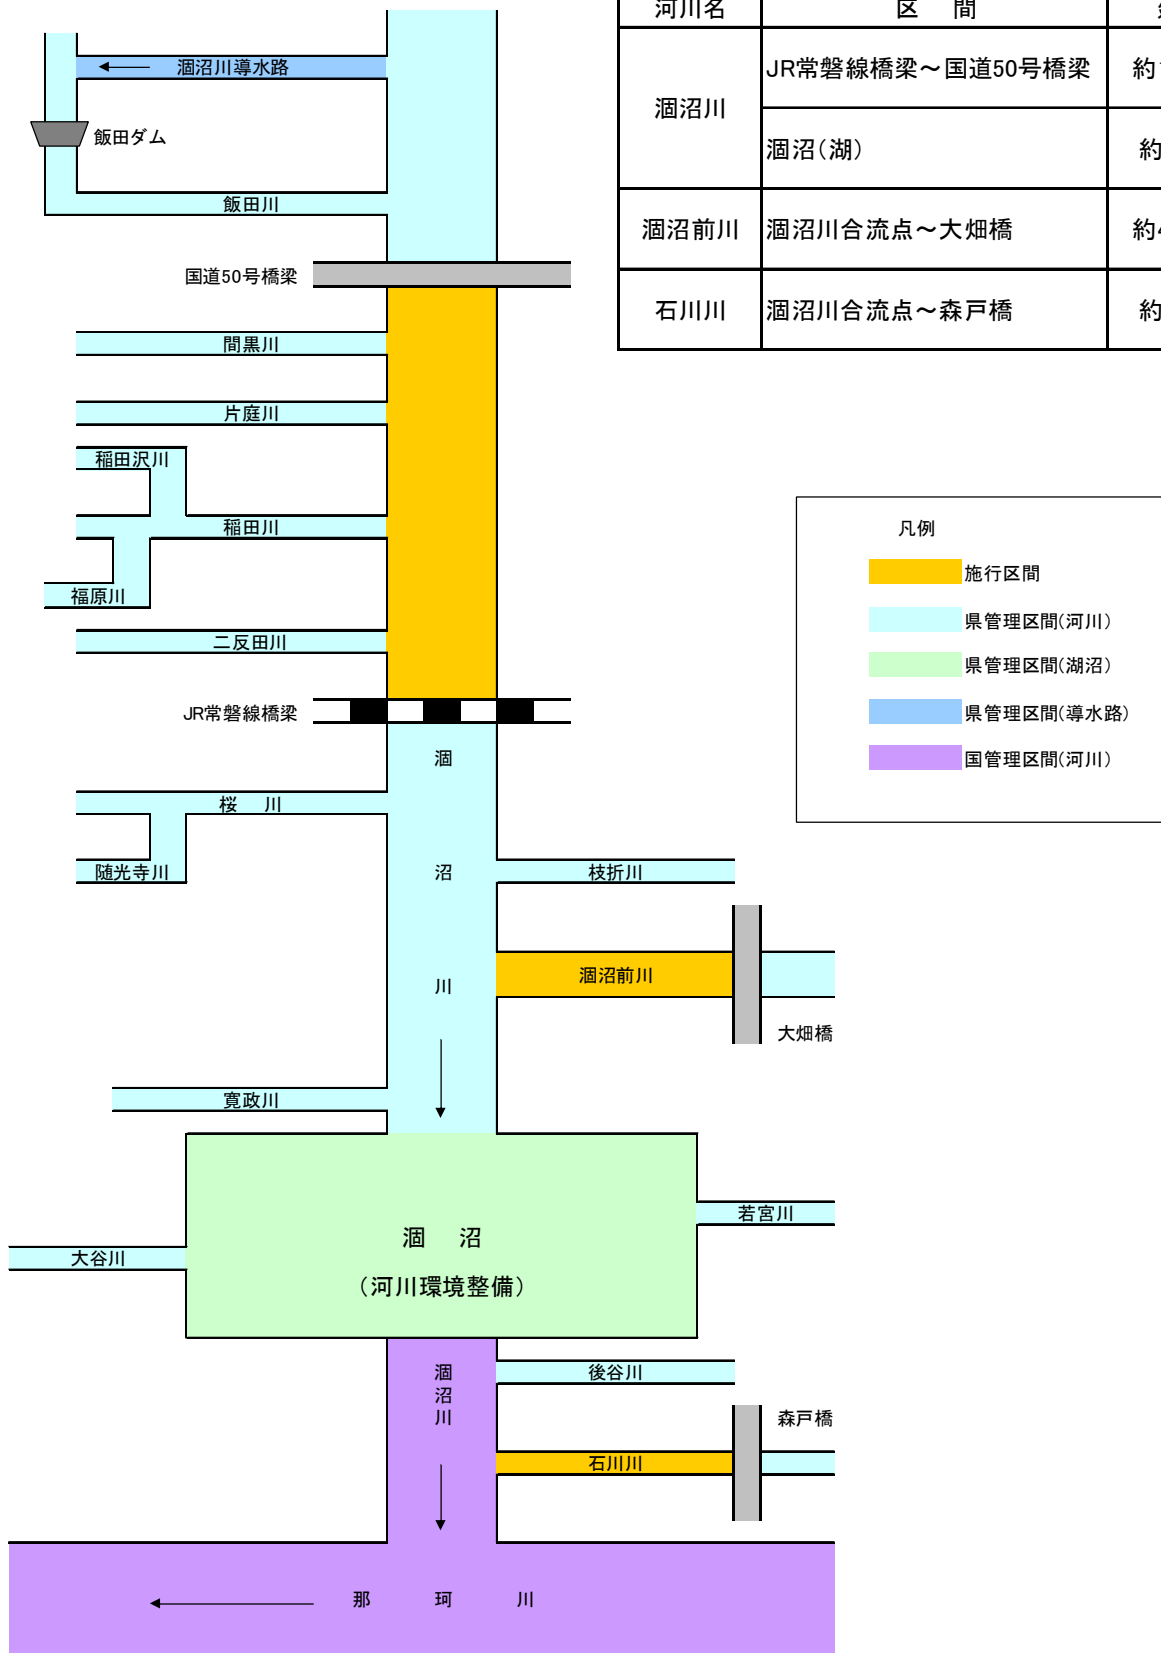 河川名 区　間
涸沼川 JR常磐線橋梁～国道50号橋梁 約
涸沼(湖) 約
涸沼前川 涸沼川合流点～大畑橋 約
石川川 涸沼川合流点～森戸橋 約
涸沼川導水路
飯田ダム
飯田川
国道50号橋梁
間黒川
片庭川
稲田沢川
稲田川
福原川
二反田川
JR常磐線橋梁
凡例
施行区間
県管理区間(河川)
県管理区間(湖沼)
県管理区間(導水路)
国管理区間(河川)
涸沼川
桜　川
随光寺川
枝折川
涸沼前川
大畑橋
寛政川
若宮川
大谷川
涸　沼
（河川環境整備）
涸沼川
後谷川
森戸橋
石川川
那珂川